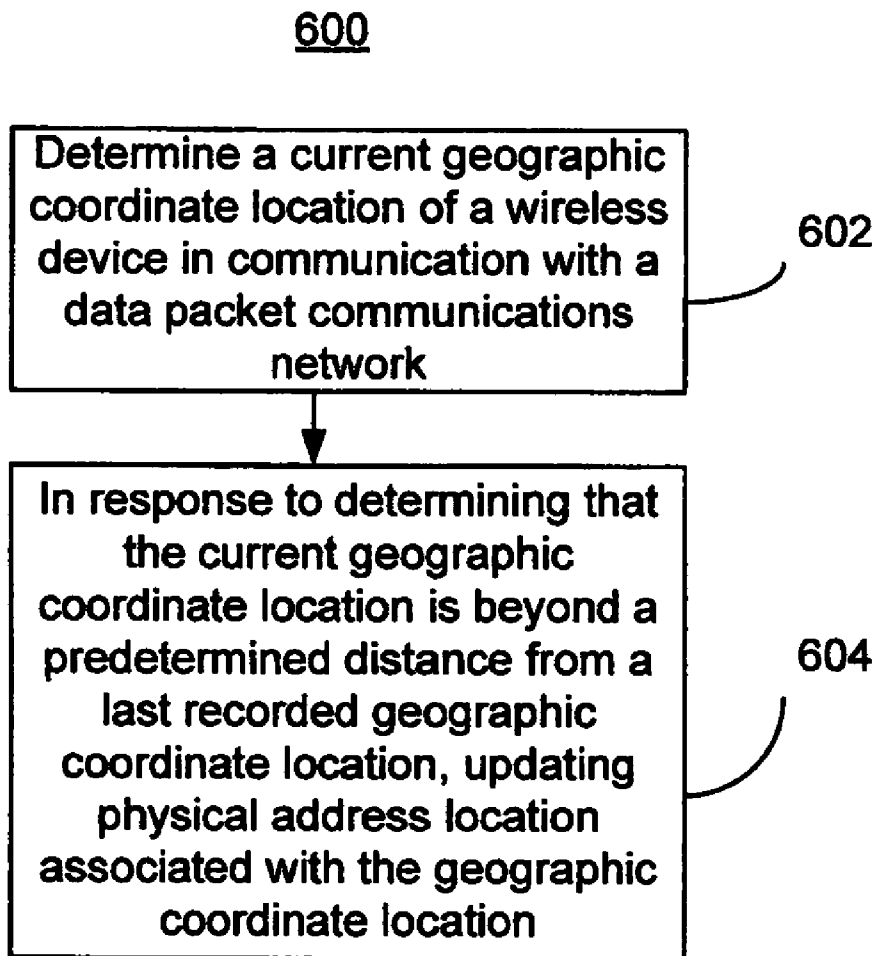 600
Determine a current geographic
coordinate location of a wireless
device in communication with a
data packet communications
network
602
In response to determining that
the current geographic
coordinate location is beyond a
predetermined distance from a
last recorded geographic
coordinate location, updating
physical address location
associated with the geographic
coordinate location
604